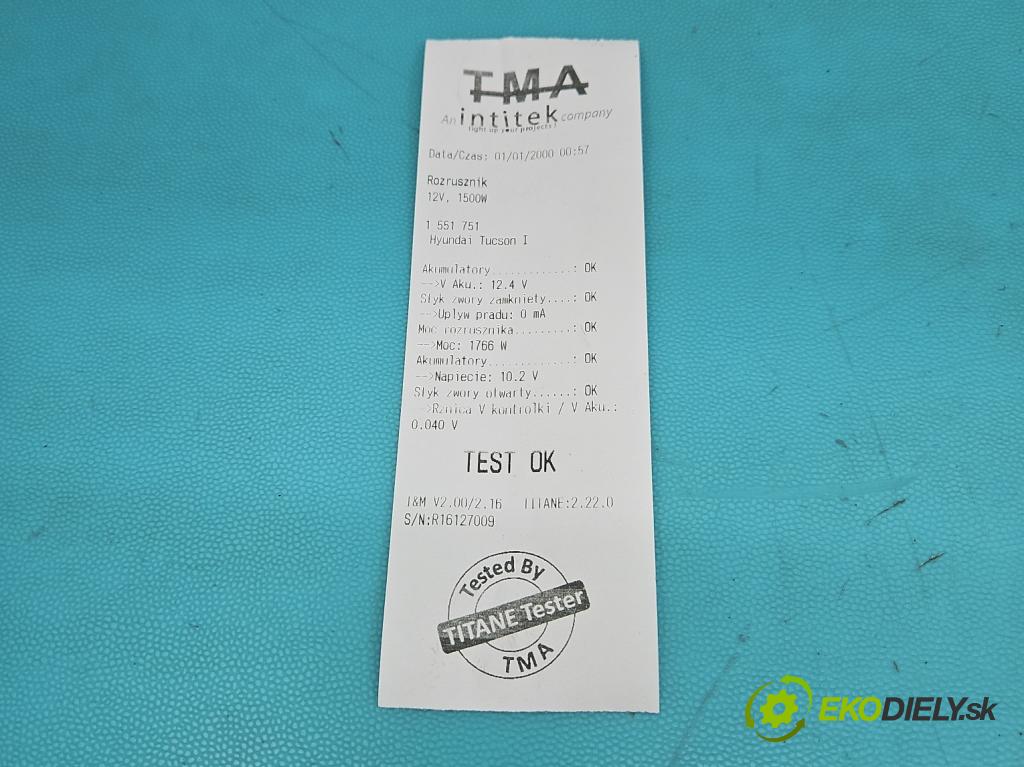 TMA
An intitek company
light up your projects !
Data/Czas: 01/01/2000 00:57
Rozrusznik
12V, 1500W
1 551 751
Hyundai Tucson I
Akumulatory.............: OK
-->V Aku.: 12.4 V
Styk zwory zamkniety....: OK
-->Uplyw pradu: 0 mA
Moc rozrusznika.........: OK
-->Moc: 1766 W
Akumulatory.............: OK
-->Napiecie: 10.2 V
Styk zwory otwarty......: OK
-->Rznica V kontrolki / V Aku.:
0.040 V
TEST OK
I&M V2.00/2.16 TITANE:2.22.0
S/N:R16127009
Tested By
TITANE Tester
TMA
EKODIELY.sk